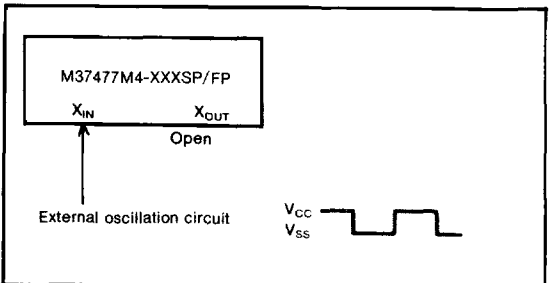 M37477M4-XXXSP/FP
XIN XOUT
Open
External oscillation circuit
VCC
VSS